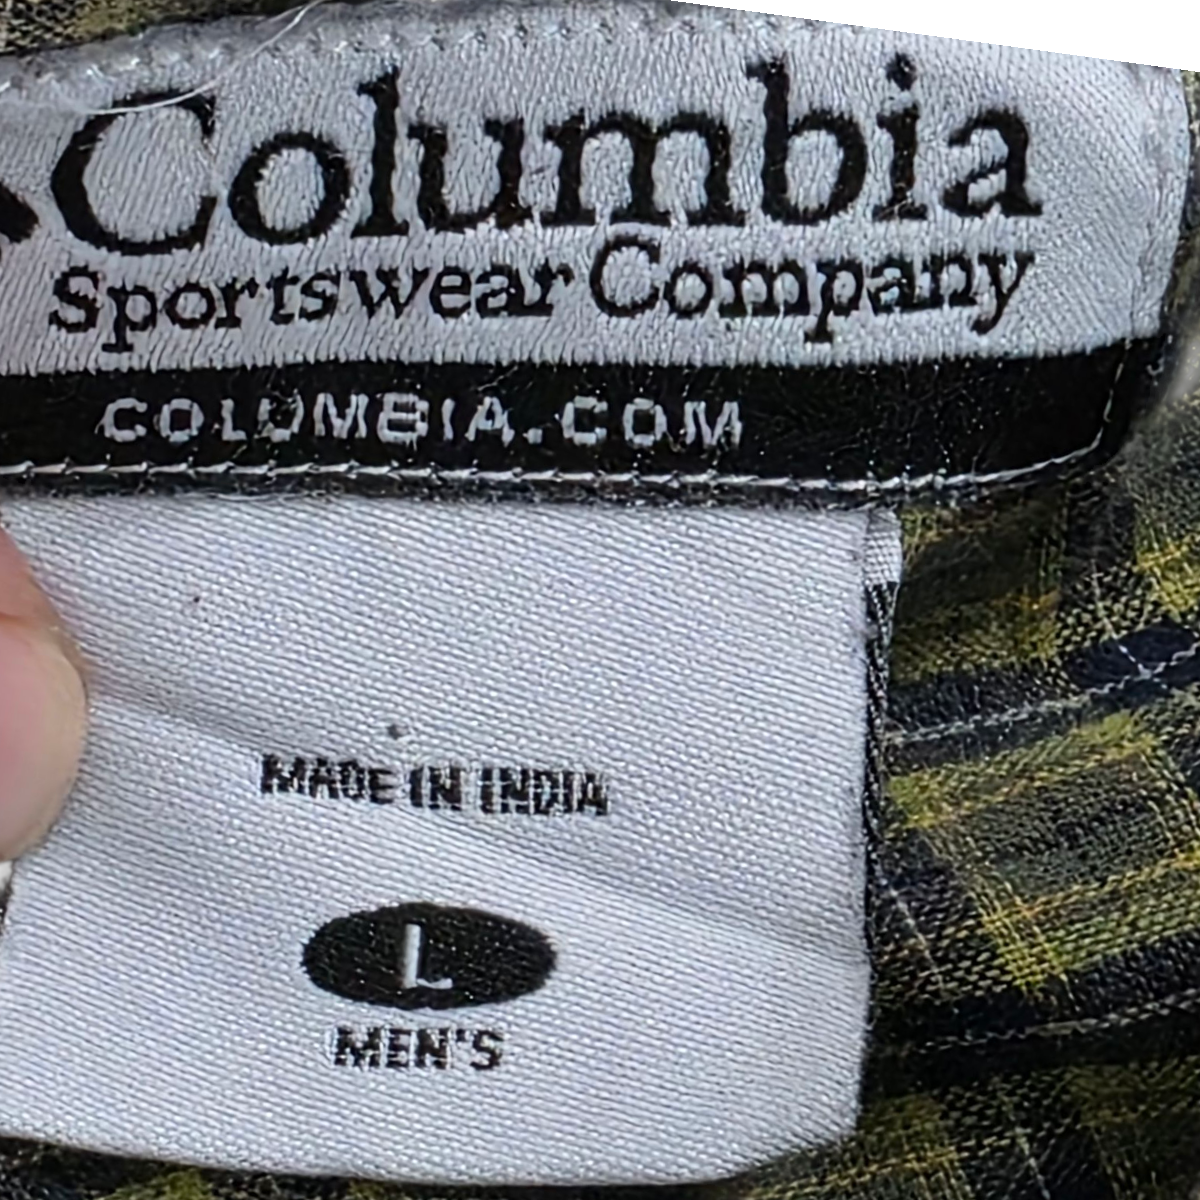 Columbia
Sportswear Company
COLUMBIA.COM
MADE IN INDIA
L
MEN'S